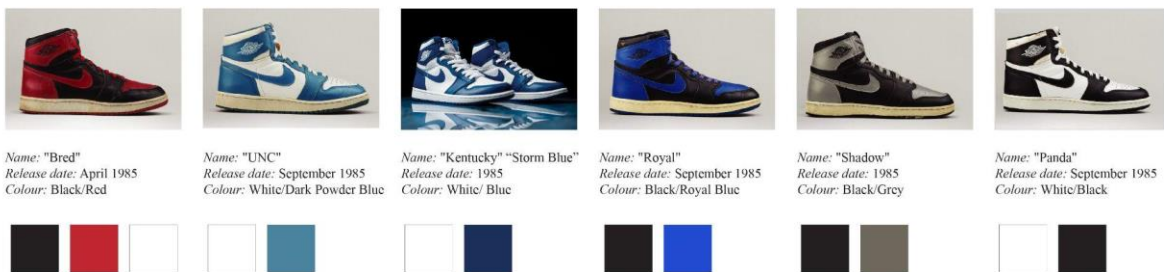 Name: "Bred"
Release date: April 1985
Colour: Black/Red
Name: "UNC"
Release date: September 1985
Colour: White/Dark Powder Blue
Name: "Kentucky" “Storm Blue”
Release date: 1985
Colour: White/ Blue
Name: "Royal"
Release date: September 1985
Colour: Black/Royal Blue
Name: "Shadow"
Release date: 1985
Colour: Black/Grey
Name: "Panda"
Release date: September 1985
Colour: White/Black